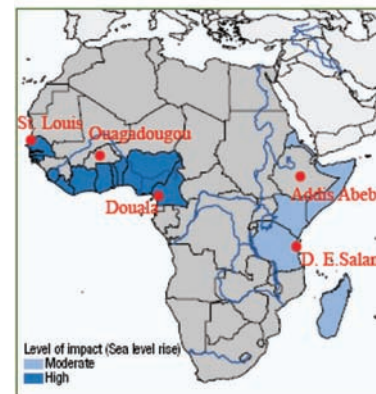 St. Louis
Ouagadougou
Douala
Addis Abeb
D. E.Salam
Level of impact (Sea level rise)
Moderate
High